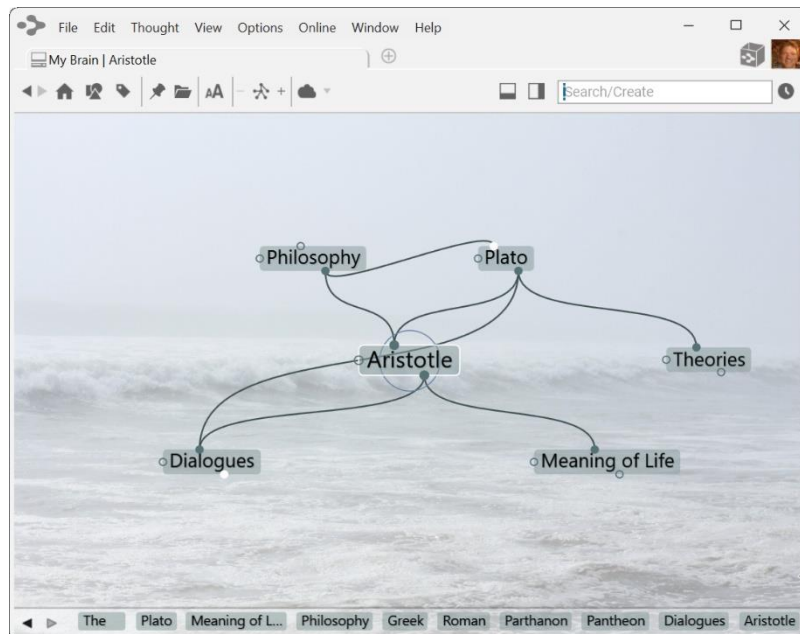 File Edit Thought View Options Online Window Help
My Brain | Aristotle
AA Search/Create
Philosophy Plato
Aristotle Theories
Dialogues Meaning of Life
The Plato Meaning of L... Philosophy Greek Roman Parthanon Pantheon Dialogues Aristotle